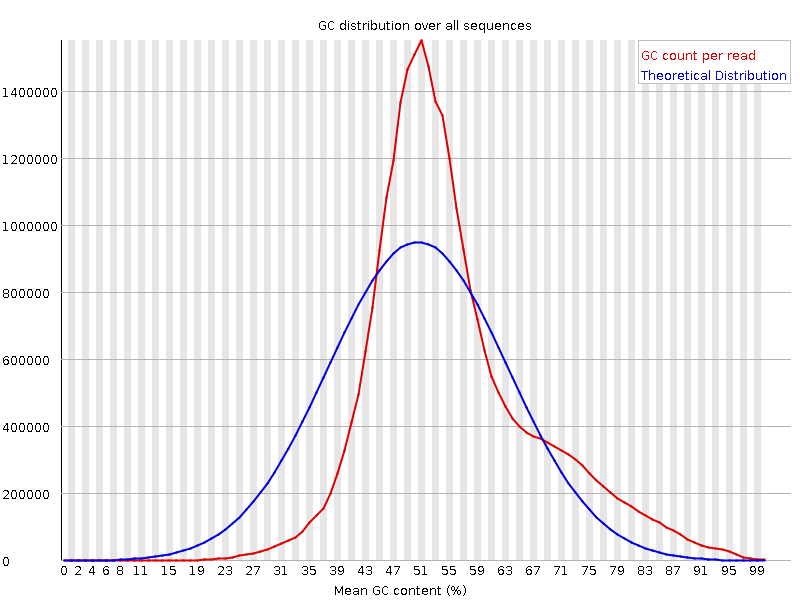 GC distribution over all sequences
GC count per read
Theoretical Distribution
1400000
1200000
1000000
800000
600000
400000
200000
0
0 2 4 6 8 11 15 19 23 27 31 35 39 43 47 51 55 59 63 67 71 75 79 83 87 91 95 99
Mean GC content (%)